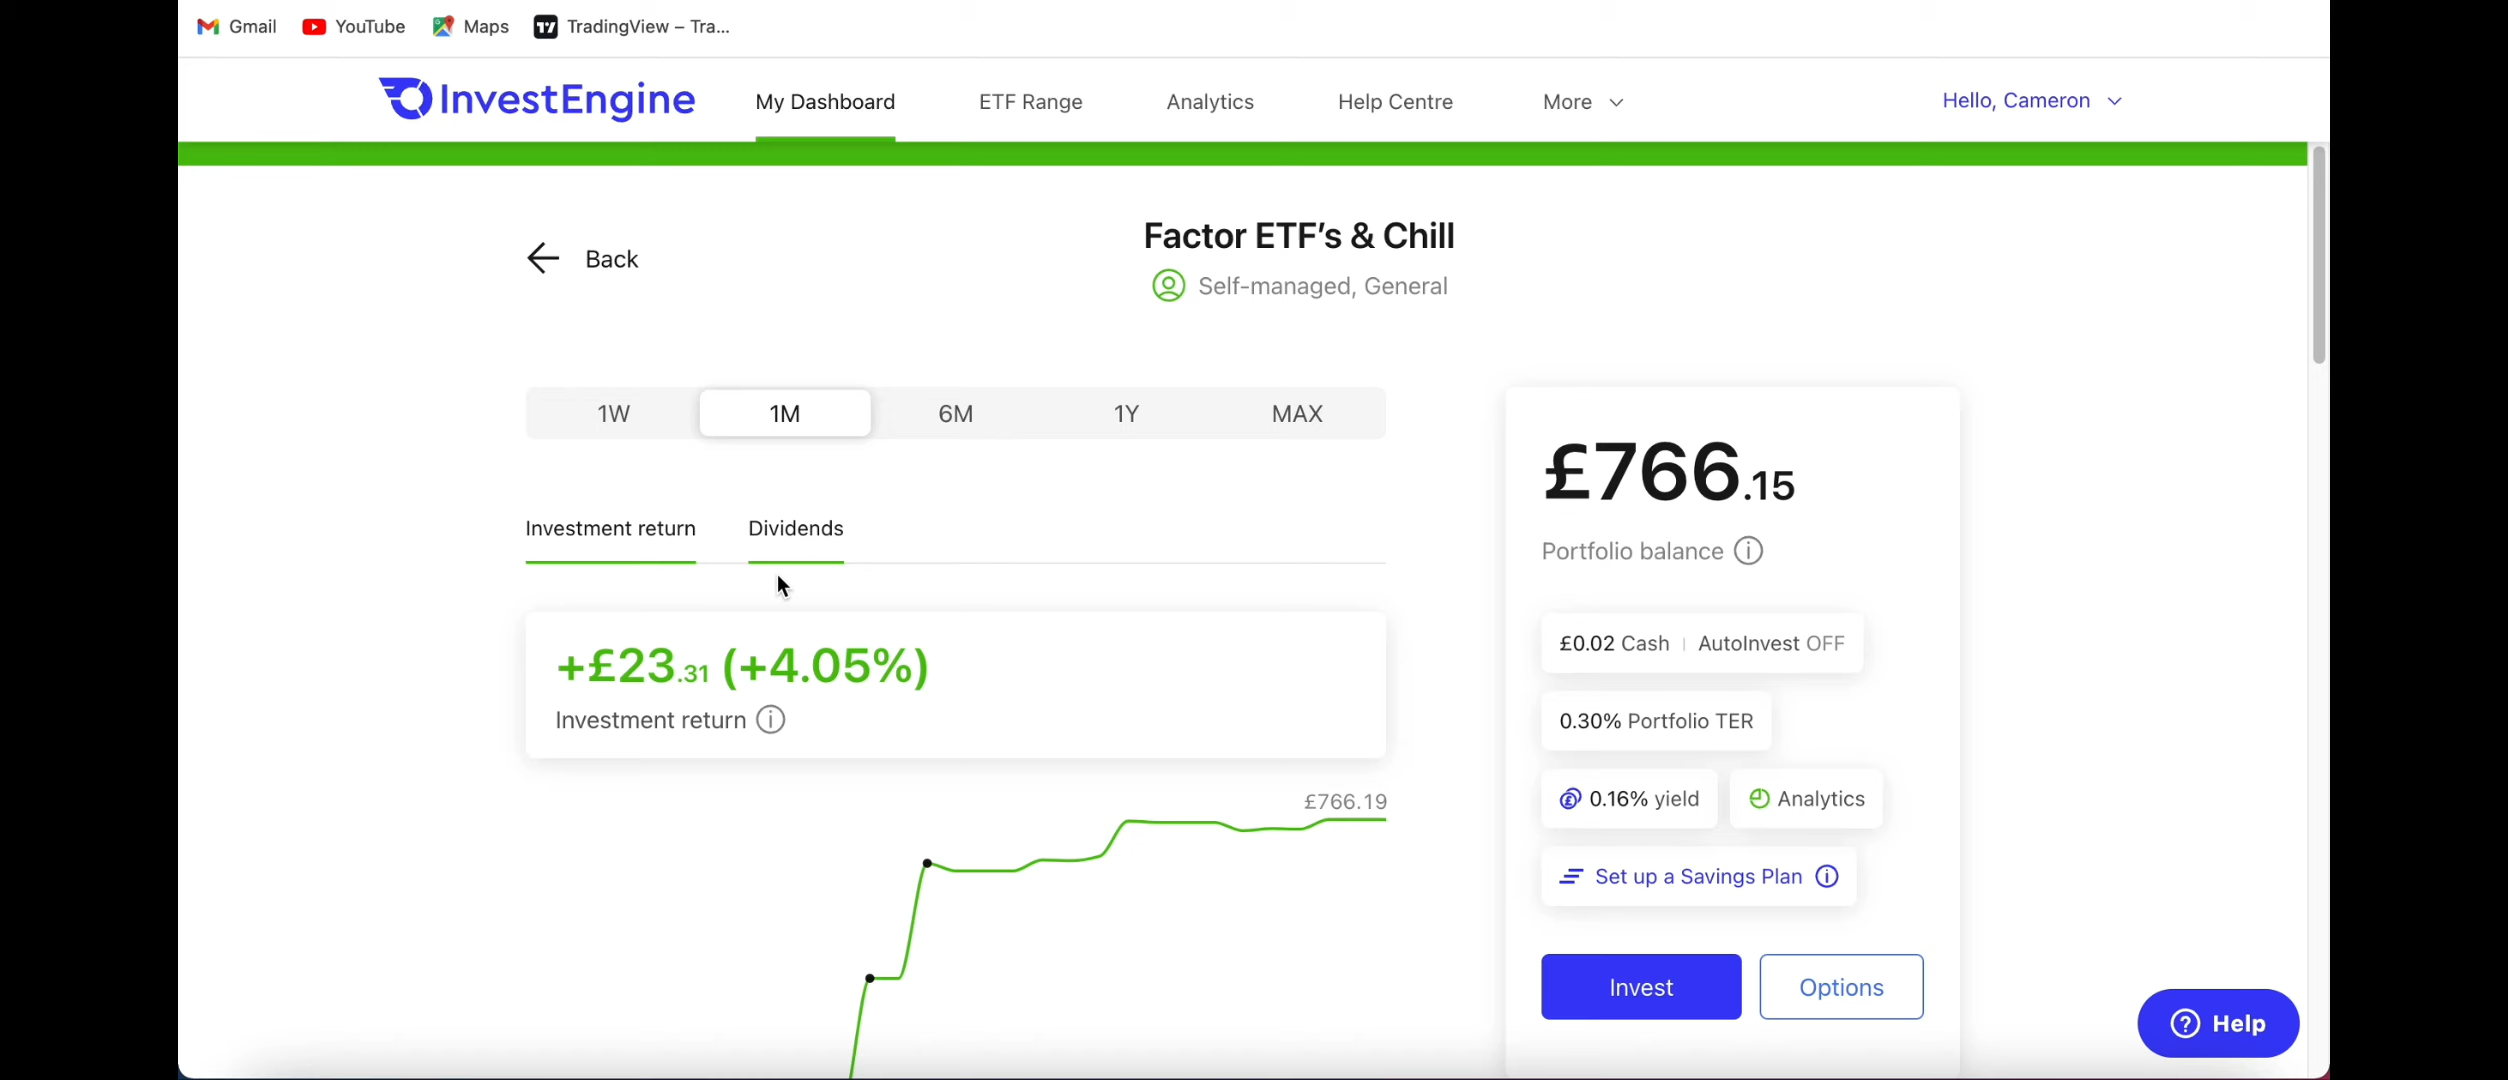 Gmail YouTube Maps TradingView – Tra...
InvestEngine My Dashboard ETF Range Analytics Help Centre More Hello, Cameron
Factor ETF's & Chill
Back
Self-managed, General
1W 1M 6M 1Y MAX
£766.15
Investment return Dividends
Portfolio balance
+£23.31 (+4.05%)
Investment return
£0.02 Cash | AutoInvest OFF
0.30% Portfolio TER
0.16% yield Analytics
£766.19
Set up a Savings Plan
Invest Options
Help